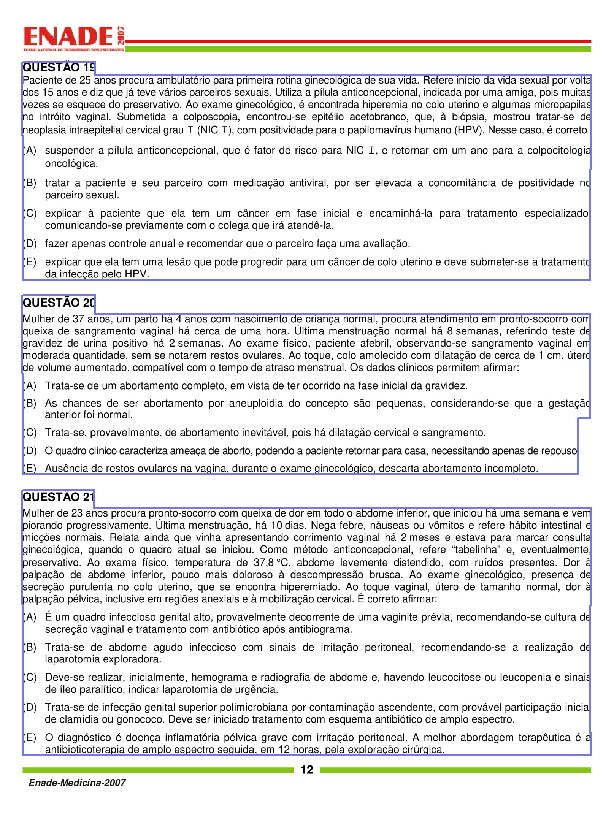 ENADE 2007
EXAME NACIONAL DE DESEMPENHO DOS ESTUDANTES
QUESTÃO 19
Paciente de 25 anos procura ambulatório para primeira rotina ginecológica de sua vida. Refere início da vida sexual por volta
dos 15 anos e diz que já teve vários parceiros sexuais. Utiliza a pílula anticoncepcional, indicada por uma amiga, pois muitas
vezes se esquece do preservativo. Ao exame ginecológico, é encontrada hiperemia no colo uterino e algumas micropapilas
no intróito vaginal. Submetida a colposcopia, encontrou-se epitélio acetobranco, que, à biópsia, mostrou tratar-se de
neoplasia intraepitelial cervical grau I (NIC I), com positividade para o papilomavírus humano (HPV). Nesse caso, é correto
(A) suspender a pílula anticoncepcional, que é fator de risco para NIC I, e retornar em um ano para a colpocitologia
oncológica.
(B) tratar a paciente e seu parceiro com medicação antiviral, por ser elevada a concomitância de positividade no
parceiro sexual.
(C) explicar à paciente que ela tem um câncer em fase inicial e encaminhá-la para tratamento especializado,
comunicando-se previamente com o colega que irá atendê-la.
(D) fazer apenas controle anual e recomendar que o parceiro faça uma avaliação.
(E) explicar que ela tem uma lesão que pode progredir para um câncer de colo uterino e deve submeter-se a tratamento
da infecção pelo HPV.
QUESTÃO 20
Mulher de 37 anos, um parto há 4 anos com nascimento de criança normal, procura atendimento em pronto-socorro com
queixa de sangramento vaginal há cerca de uma hora. Última menstruação normal há 8 semanas, referindo teste de
gravidez de urina positivo há 2 semanas. Ao exame físico, paciente afebril, observando-se sangramento vaginal em
moderada quantidade, sem se notarem restos ovulares. Ao toque, colo amolecido com dilatação de cerca de 1 cm, útero
de volume aumentado, compatível com o tempo de atraso menstrual. Os dados clínicos permitem afirmar:
(A) Trata-se de um abortamento completo, em vista de ter ocorrido na fase inicial da gravidez.
(B) As chances de ser abortamento por aneuploidia do concepto são pequenas, considerando-se que a gestação
anterior foi normal.
(C) Trata-se, provavelmente, de abortamento inevitável, pois há dilatação cervical e sangramento.
(D) O quadro clínico caracteriza ameaça de aborto, podendo a paciente retornar para casa, necessitando apenas de repouso.
(E) Ausência de restos ovulares na vagina, durante o exame ginecológico, descarta abortamento incompleto.
QUESTÃO 21
Mulher de 23 anos procura pronto-socorro com queixa de dor em todo o abdome inferior, que iniciou há uma semana e vem
piorando progressivamente. Última menstruação, há 10 dias. Nega febre, náuseas ou vômitos e refere hábito intestinal e
micções normais. Relata ainda que vinha apresentando corrimento vaginal há 2 meses e estava para marcar consulta
ginecológica, quando o quadro atual se iniciou. Como método anticoncepcional, refere “tabelinha” e, eventualmente,
preservativo. Ao exame físico, temperatura de 37,8 °C, abdome levemente distendido, com ruídos presentes. Dor à
palpação de abdome inferior, pouco mais doloroso à descompressão brusca. Ao exame ginecológico, presença de
secreção purulenta no colo uterino, que se encontra hiperemiado. Ao toque vaginal, útero de tamanho normal, dor à
palpação pélvica, inclusive em regiões anexiais e à mobilização cervical. É correto afirmar:
(A) É um quadro infeccioso genital alto, provavelmente decorrente de uma vaginite prévia, recomendando-se cultura de
secreção vaginal e tratamento com antibiótico após antibiograma.
(B) Trata-se de abdome agudo infeccioso com sinais de irritação peritoneal, recomendando-se a realização de
laparotomia exploradora.
(C) Deve-se realizar, inicialmente, hemograma e radiografia de abdome e, havendo leucocitose ou leucopenia e sinais
de íleo paralítico, indicar laparotomia de urgência.
(D) Trata-se de infecção genital superior polimicrobiana por contaminação ascendente, com provável participação inicial
de clamídia ou gonococo. Deve ser iniciado tratamento com esquema antibiótico de amplo espectro.
(E) O diagnóstico é doença inflamatória pélvica grave com irritação peritoneal. A melhor abordagem terapêutica é a
antibioticoterapia de amplo espectro seguida, em 12 horas, pela exploração cirúrgica.
12
Enade-Medicina-2007